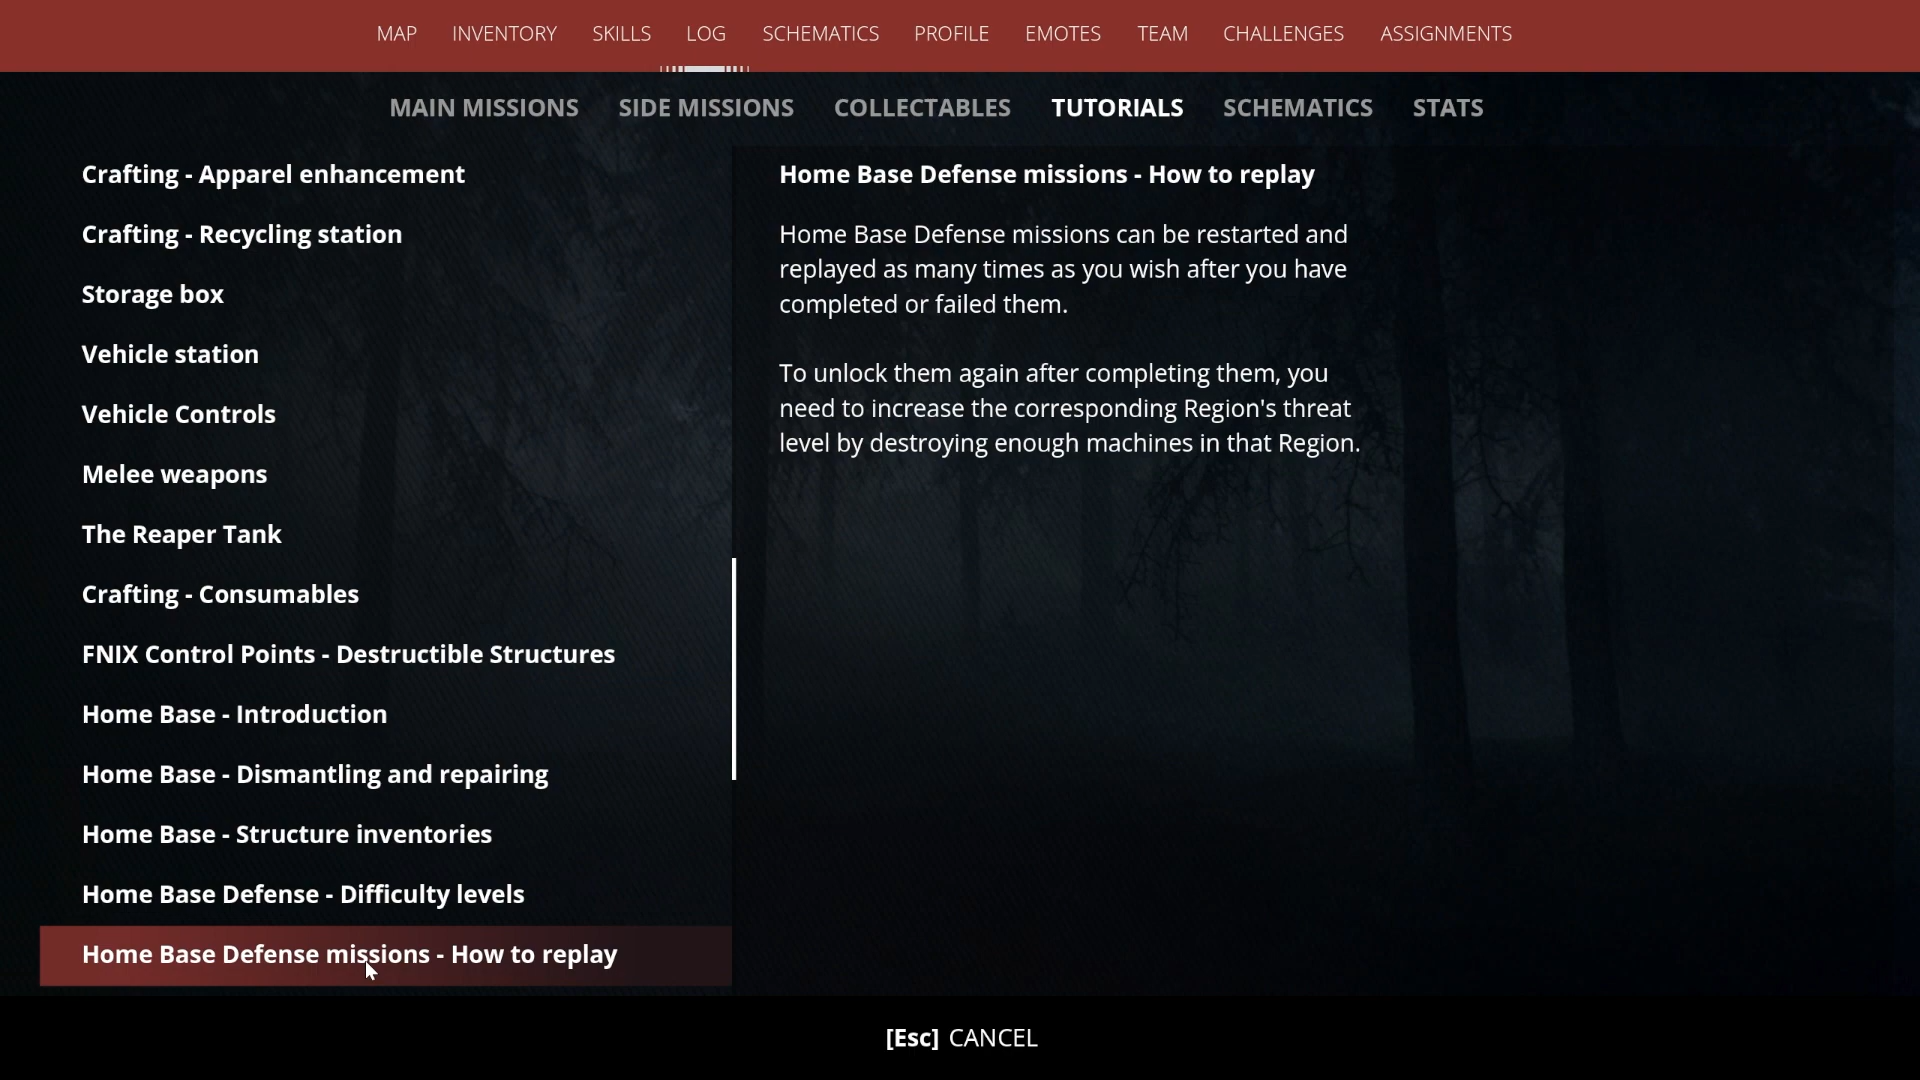 MAP INVENTORY SKILLS LOG SCHEMATICS PROFILE EMOTES TEAM CHALLENGES ASSIGNMENTS
MAIN MISSIONS SIDE MISSIONS COLLECTABLES TUTORIALS SCHEMATICS STATS
Crafting - Apparel enhancement
Crafting - Recycling station
Storage box
Vehicle station
Vehicle Controls
Melee weapons
The Reaper Tank
Crafting - Consumables
FNIX Control Points - Destructible Structures
Home Base - Introduction
Home Base - Dismantling and repairing
Home Base - Structure inventories
Home Base Defense - Difficulty levels
Home Base Defense missions - How to replay
Home Base Defense missions - How to replay
Home Base Defense missions can be restarted and
replayed as many times as you wish after you have
completed or failed them.
To unlock them again after completing them, you
need to increase the corresponding Region's threat
level by destroying enough machines in that Region.
[Esc] CANCEL